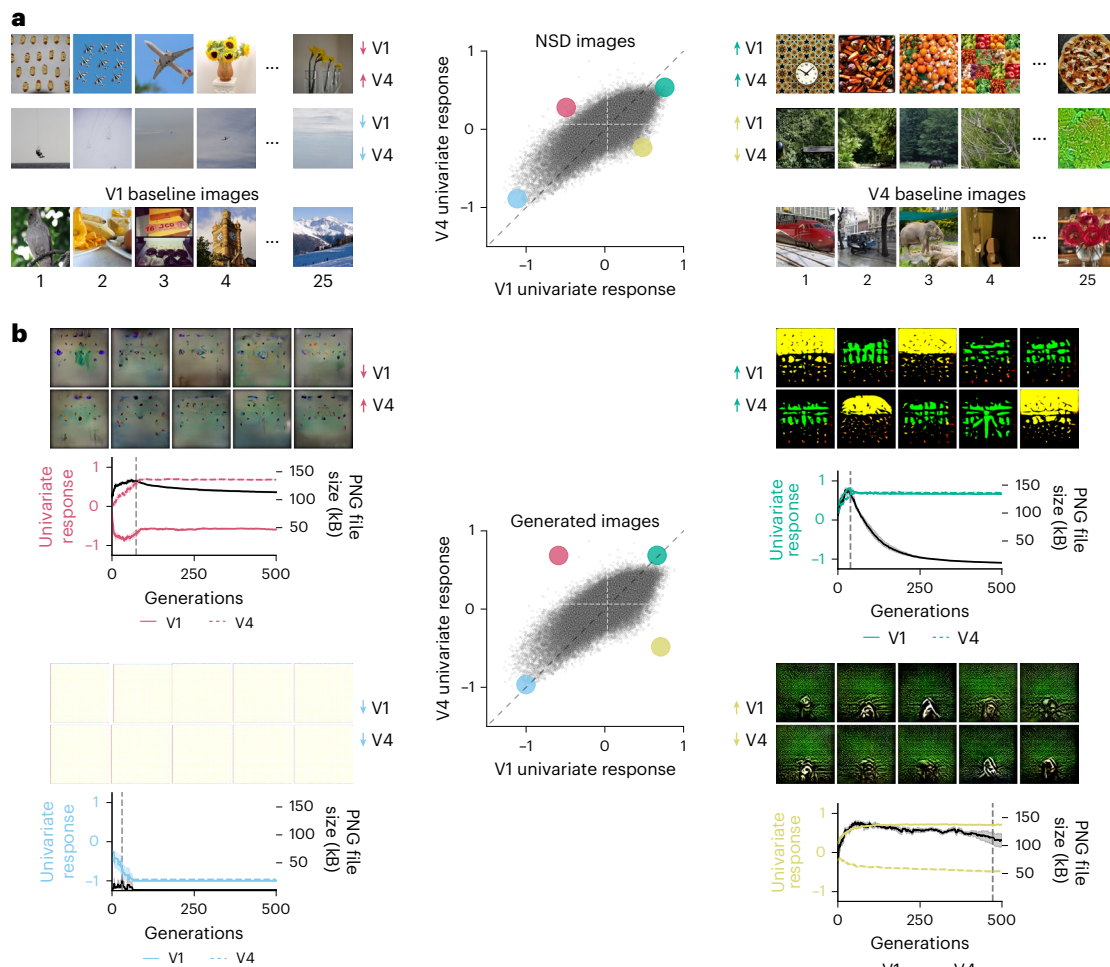 a
↓ V1
↑ V4
...
↓ V1
↓ V4
...
V1 baseline images
...
1 2 3 4 25
NSD images
V4 univariate response
1
0
−1
−1 0 1
V1 univariate response
↑ V1
↑ V4
...
↑ V1
↓ V4
...
V4 baseline images
...
1 2 3 4 25
b
↓ V1
↑ V4
Univariate response
1
0
−1
150
100
50
PNG file size (kB)
0 250 500
Generations
V1 V4
↓ V1
↓ V4
Univariate response
1
0
−1
150
100
50
PNG file size (kB)
0 250 500
Generations
V1 V4
Generated images
V4 univariate response
1
0
−1
−1 0 1
V1 univariate response
↑ V1
↑ V4
Univariate response
1
0
−1
150
100
50
PNG file size (kB)
0 250 500
Generations
V1 V4
↑ V1
↓ V4
Univariate response
1
0
−1
150
100
50
PNG file size (kB)
0 250 500
Generations
V1 V4